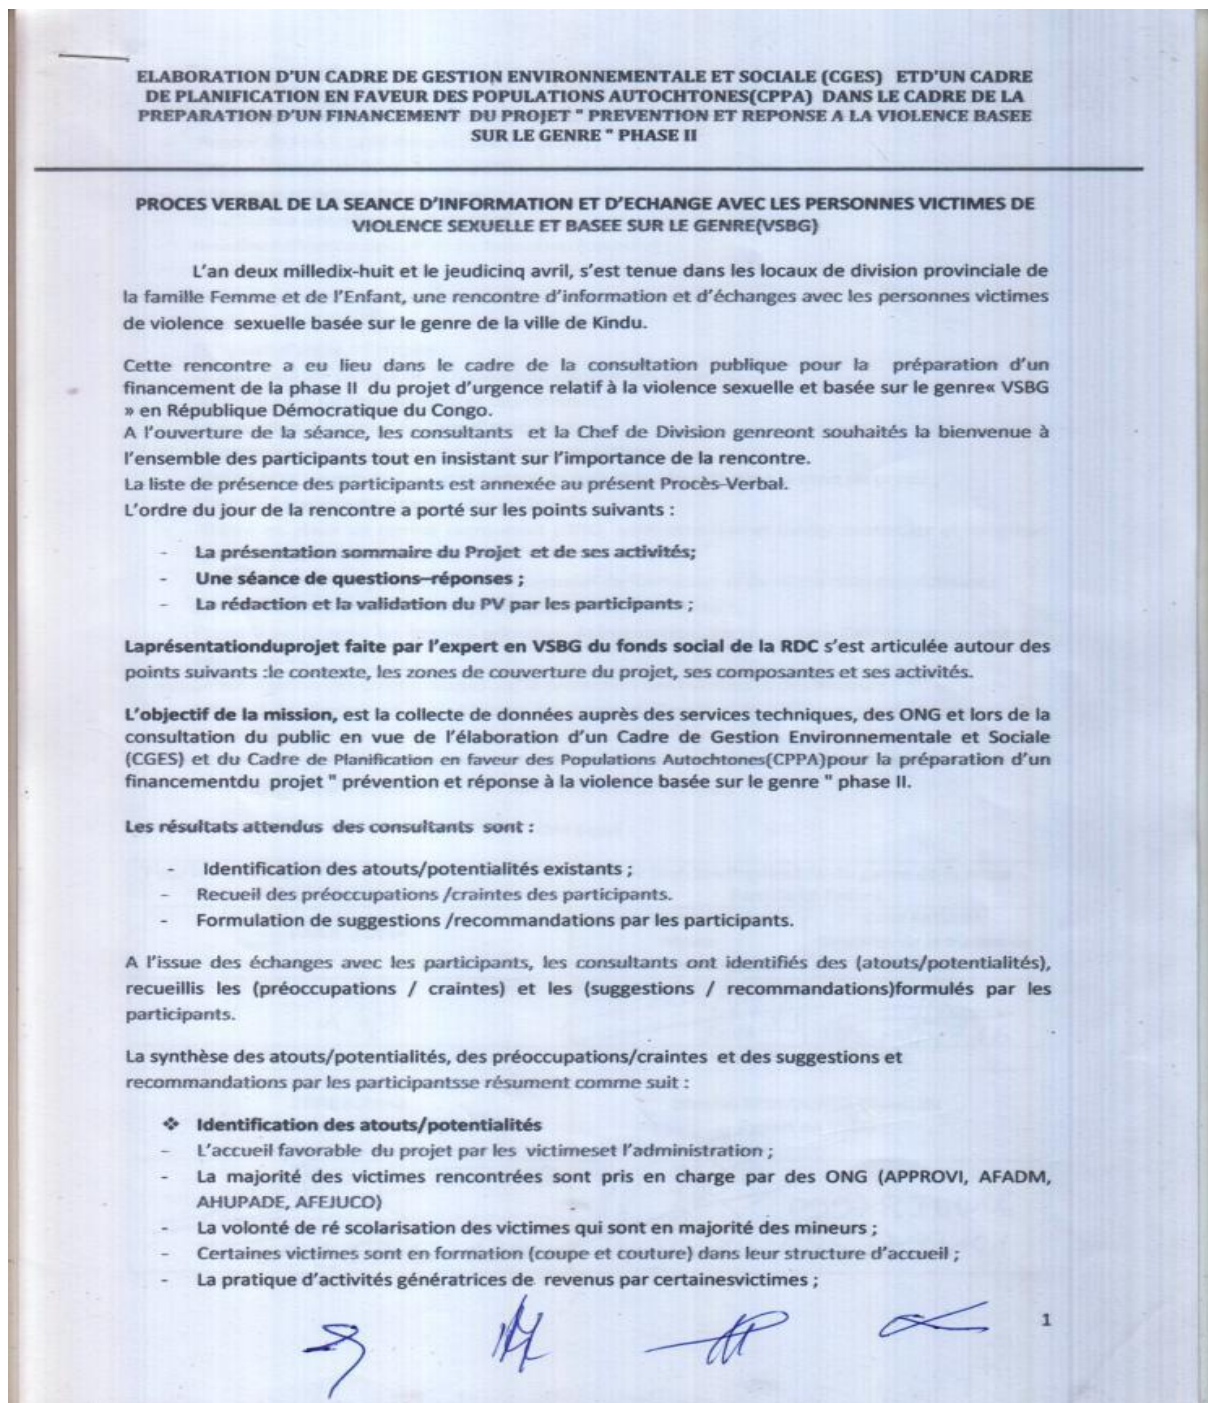 ELABORATION D'UN CADRE DE GESTION ENVIRONNEMENTALE ET SOCIALE (CGES) ETD'UN CADRE
DE PLANIFICATION EN FAVEUR DES POPULATIONS AUTOCHTONES(CPPA) DANS LE CADRE DE LA
PREPARATION D'UN FINANCEMENT DU PROJET " PREVENTION ET REPONSE A LA VIOLENCE BASEE
SUR LE GENRE " PHASE II
PROCES VERBAL DE LA SEANCE D'INFORMATION ET D'ECHANGE AVEC LES PERSONNES VICTIMES DE
VIOLENCE SEXUELLE ET BASEE SUR LE GENRE(VSBG)
L'an deux milledix-huit et le jeudicinq avril, s'est tenue dans les locaux de division provinciale de
la famille Femme et de l'Enfant, une rencontre d'information et d'échanges avec les personnes victimes
de violence sexuelle basée sur le genre de la ville de Kindu.
Cette rencontre a eu lieu dans le cadre de la consultation publique pour la préparation d'un
financement de la phase II du projet d'urgence relatif à la violence sexuelle et basée sur le genre« VSBG
» en République Démocratique du Congo.
A l'ouverture de la séance, les consultants et la Chef de Division genreont souhaités la bienvenue à
l'ensemble des participants tout en insistant sur l'importance de la rencontre.
La liste de présence des participants est annexée au présent Procès-Verbal.
L'ordre du jour de la rencontre a porté sur les points suivants :
- La présentation sommaire du Projet et de ses activités;
- Une séance de questions–réponses ;
- La rédaction et la validation du PV par les participants ;
Laprésentationduprojet faite par l'expert en VSBG du fonds social de la RDC s'est articulée autour des
points suivants :le contexte, les zones de couverture du projet, ses composantes et ses activités.
L'objectif de la mission, est la collecte de données auprès des services techniques, des ONG et lors de la
consultation du public en vue de l'élaboration d'un Cadre de Gestion Environnementale et Sociale
(CGES) et du Cadre de Planification en faveur des Populations Autochtones(CPPA)pour la préparation d'un
financementdu projet " prévention et réponse à la violence basée sur le genre " phase II.
Les résultats attendus des consultants sont :
- Identification des atouts/potentialités existants ;
- Recueil des préoccupations /craintes des participants.
- Formulation de suggestions /recommandations par les participants.
A l'issue des échanges avec les participants, les consultants ont identifiés des (atouts/potentialités),
recueillis les (préoccupations / craintes) et les (suggestions / recommandations)formulés par les
participants.
La synthèse des atouts/potentialités, des préoccupations/craintes et des suggestions et
recommandations par les participantsse résument comme suit :
❖ Identification des atouts/potentialités
- L'accueil favorable du projet par les victimeset l'administration ;
- La majorité des victimes rencontrées sont pris en charge par des ONG (APPROVI, AFADM,
AHUPADE, AFEJUCO)
- La volonté de ré scolarisation des victimes qui sont en majorité des mineurs ;
- Certaines victimes sont en formation (coupe et couture) dans leur structure d'accueil ;
- La pratique d'activités génératrices de revenus par certainesvictimes ;
1